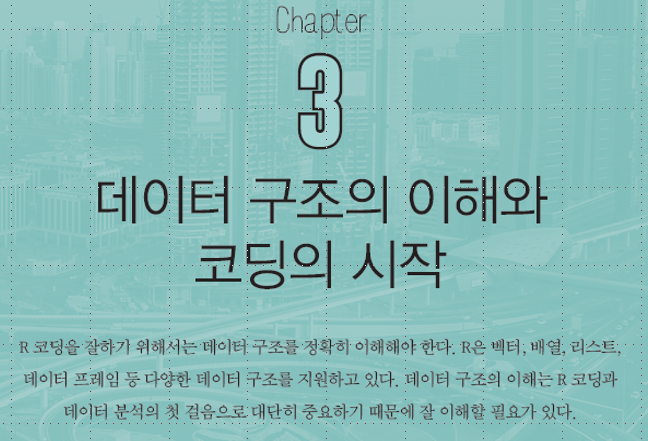 Chapter
3
데이터 구조의 이해와
코딩의 시작
R 코딩을 잘하기 위해서는 데이터 구조를 정확히 이해해야 한다. R은 벡터, 배열, 리스트,
데이터 프레임 등 다양한 데이터 구조를 지원하고 있다. 데이터 구조의 이해는 R 코딩과
데이터 분석의 첫 걸음으로 대단히 중요하기 때문에 잘 이해할 필요가 있다.